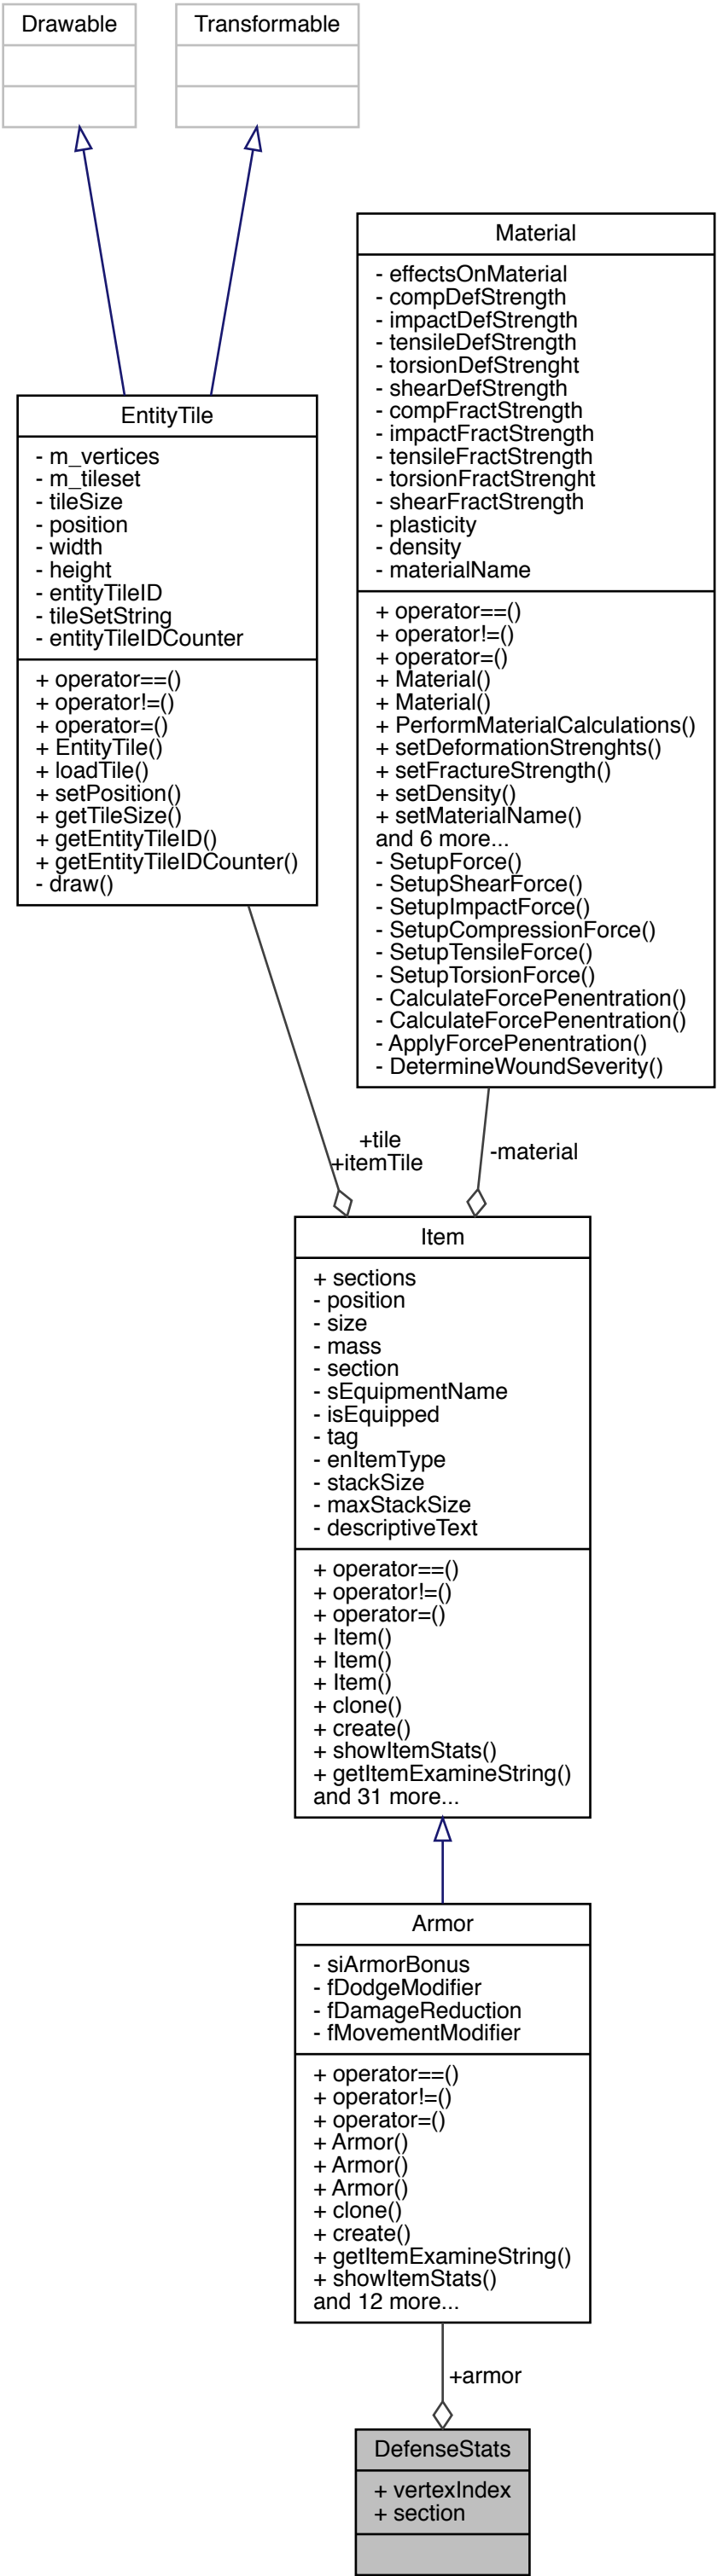 Drawable
Transformable
Material
- effectsOnMaterial
- compDefStrength
- impactDefStrength
- tensileDefStrength
- torsionDefStrenght
- shearDefStrength
- compFractStrength
- impactFractStrength
- tensileFractStrength
- torsionFractStrenght
- shearFractStrength
- plasticity
- density
- materialName
+ operator==()
+ operator!=()
+ operator=()
+ Material()
+ Material()
+ PerformMaterialCalculations()
+ setDeformationStrenghts()
+ setFractureStrength()
+ setDensity()
+ setMaterialName()
and 6 more...
- SetupForce()
- SetupShearForce()
- SetupImpactForce()
- SetupCompressionForce()
- SetupTensileForce()
- SetupTorsionForce()
- CalculateForcePenentration()
- CalculateForcePenentration()
- ApplyForcePenentration()
- DetermineWoundSeverity()
EntityTile
- m_vertices
- m_tileset
- tileSize
- position
- width
- height
- entityTileID
- tileSetString
- entityTileIDCounter
+ operator==()
+ operator!=()
+ operator=()
+ EntityTile()
+ loadTile()
+ setPosition()
+ getTileSize()
+ getEntityTileID()
+ getEntityTileIDCounter()
- draw()
+tile
+itemTile
-material
Item
+ sections
- position
- size
- mass
- section
- sEquipmentName
- isEquipped
- tag
- enItemType
- stackSize
- maxStackSize
- descriptiveText
+ operator==()
+ operator!=()
+ operator=()
+ Item()
+ Item()
+ Item()
+ clone()
+ create()
+ showItemStats()
+ getItemExamineString()
and 31 more...
Armor
- siArmorBonus
- fDodgeModifier
- fDamageReduction
- fMovementModifier
+ operator==()
+ operator!=()
+ operator=()
+ Armor()
+ Armor()
+ Armor()
+ clone()
+ create()
+ getItemExamineString()
+ showItemStats()
and 12 more...
+armor
DefenseStats
+ vertexIndex
+ section